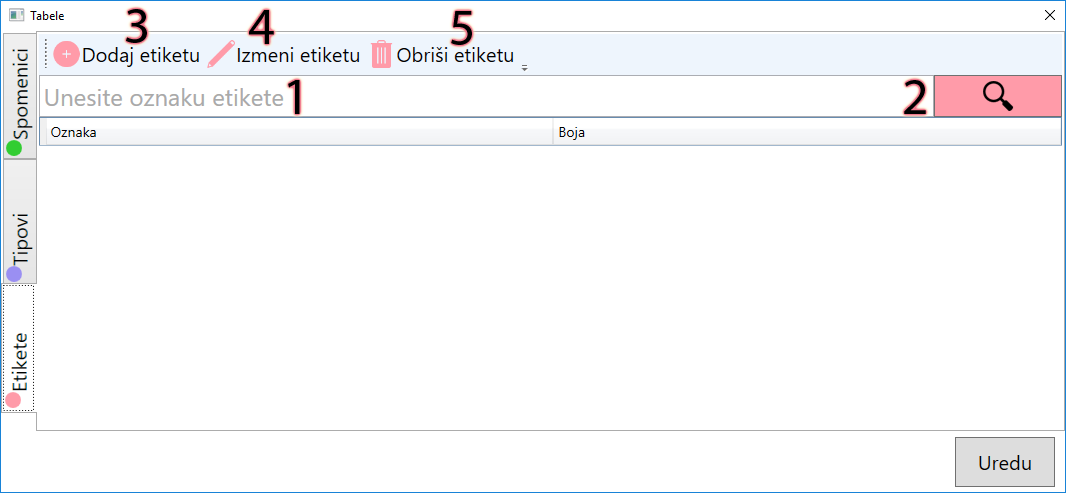 Tabele
3 4 5
Dodaj etiketu Izmeni etiketu Obriši etiketu
Unesite oznaku etikete 1 2
Oznaka Boja
Spomenici
Tipovi
Etikete
Uredu